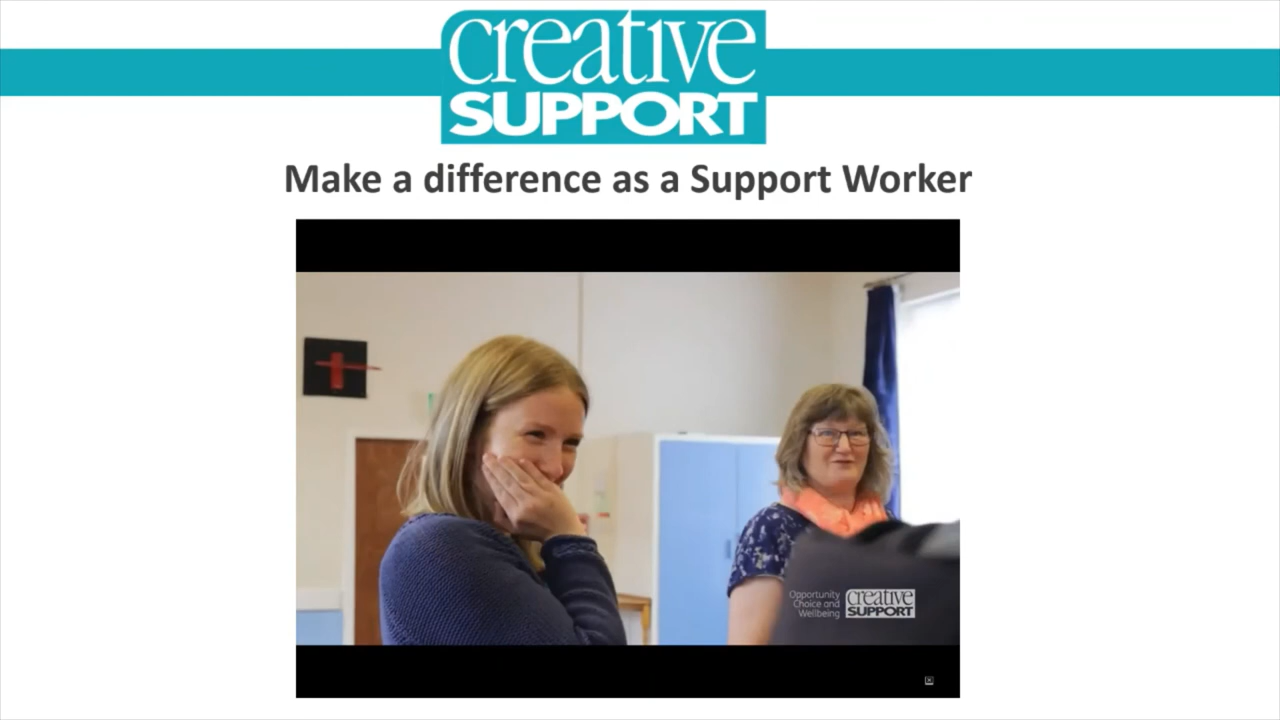 creative
SUPPORT
Make a difference as a Support Worker
Opportunity
Choice and
Wellbeing
creative
SUPPORT